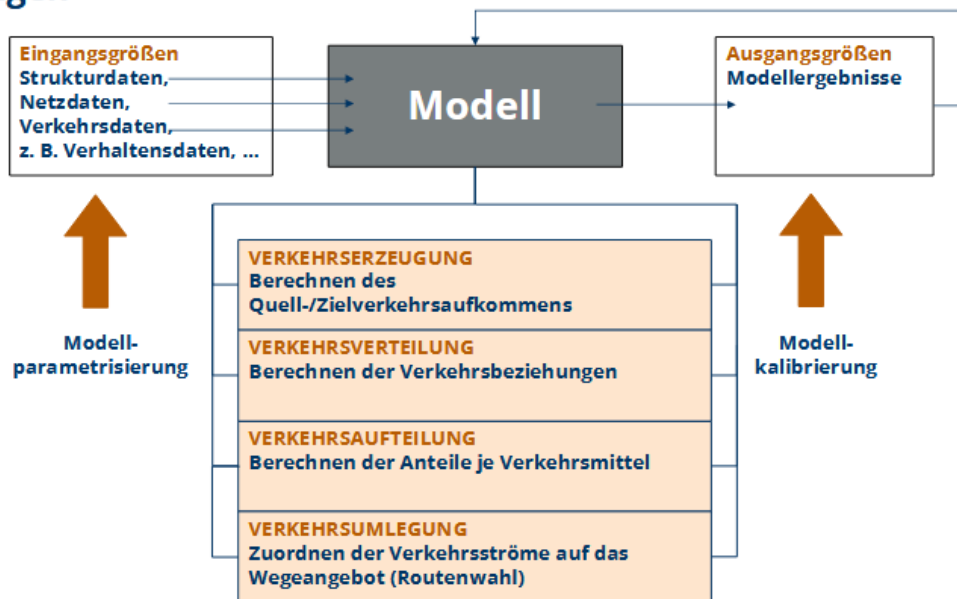 Eingangsgrößen
Strukturdaten,
Netzdaten,
Verkehrsdaten,
z. B. Verhaltensdaten, ...
Modell
Ausgangsgrößen
Modellergebnisse
Modell-
parametrisierung
VERKEHRSERZEUGUNG
Berechnen des
Quell-/Zielverkehrsaufkommens
VERKEHRSVERTEILUNG
Berechnen der Verkehrsbeziehungen
VERKEHRSAUFTEILUNG
Berechnen der Anteile je Verkehrsmittel
VERKEHRSUMLEGUNG
Zuordnen der Verkehrsströme auf das
Wegeangebot (Routenwahl)
Modell-
kalibrierung